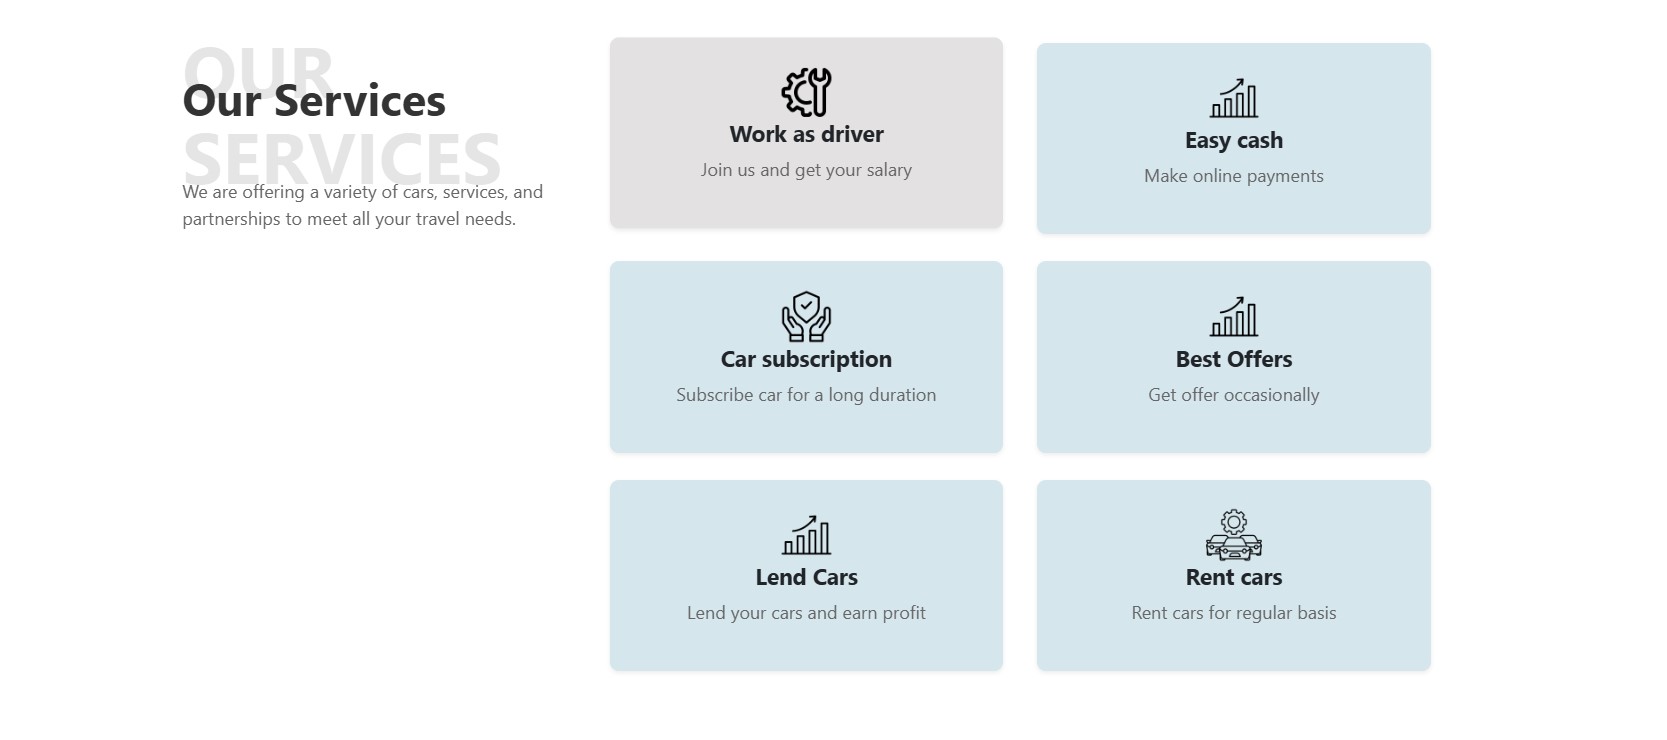 OUR
Our Services
SERVICES
We are offering a variety of cars, services, and
partnerships to meet all your travel needs.
Work as driver
Join us and get your salary
Easy cash
Make online payments
Car subscription
Subscribe car for a long duration
Best Offers
Get offer occasionally
Lend Cars
Lend your cars and earn profit
Rent cars
Rent cars for regular basis